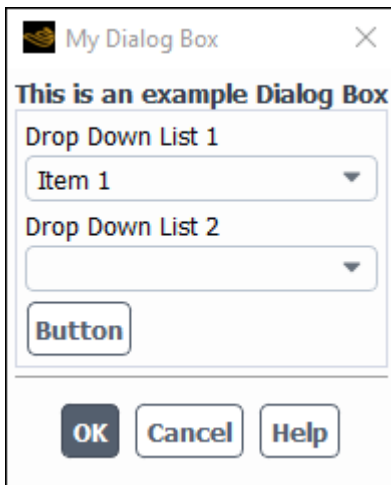 My Dialog Box
This is an example Dialog Box
Drop Down List 1
Item 1
Drop Down List 2
Button
OK Cancel Help